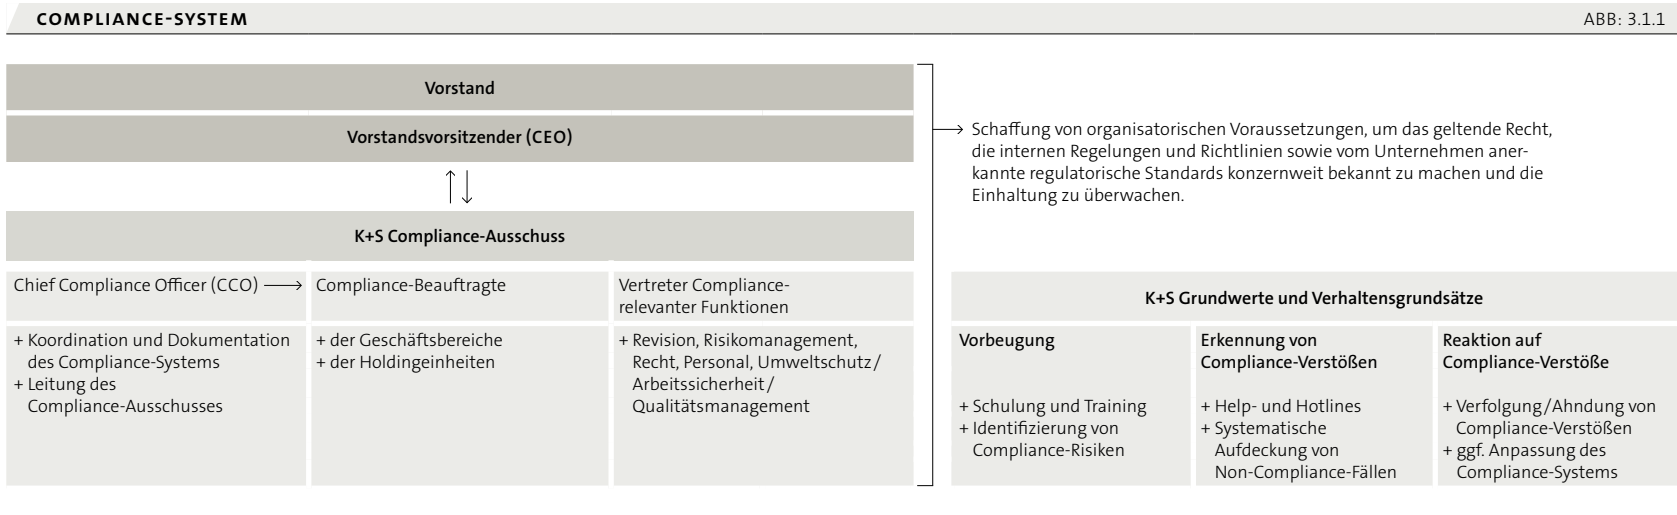 COMPLIANCE-SYSTEM
ABB: 3.1.1
Vorstand
Vorstandsvorsitzender (CEO)
K+S Compliance-Ausschuss
Chief Compliance Officer (CCO)
+ Koordination und Dokumentation
des Compliance-Systems
+ Leitung des
Compliance-Ausschusses
Compliance-Beauftragte
+ der Geschäftsbereiche
+ der Holdingeinheiten
Vertreter Compliance-
relevanter Funktionen
+ Revision, Risikomanagement,
Recht, Personal, Umweltschutz/
Arbeitssicherheit/
Qualitätsmanagement
Schaffung von organisatorischen Voraussetzungen, um das geltende Recht,
die internen Regelungen und Richtlinien sowie vom Unternehmen aner-
kannte regulatorische Standards konzernweit bekannt zu machen und die
Einhaltung zu überwachen.
K+S Grundwerte und Verhaltensgrundsätze
Vorbeugung
+ Schulung und Training
+ Identifizierung von
Compliance-Risiken
Erkennung von
Compliance-Verstößen
+ Help- und Hotlines
+ Systematische
Aufdeckung von
Non-Compliance-Fällen
Reaktion auf
Compliance-Verstöße
+ Verfolgung/Ahndung von
Compliance-Verstößen
+ ggf. Anpassung des
Compliance-Systems